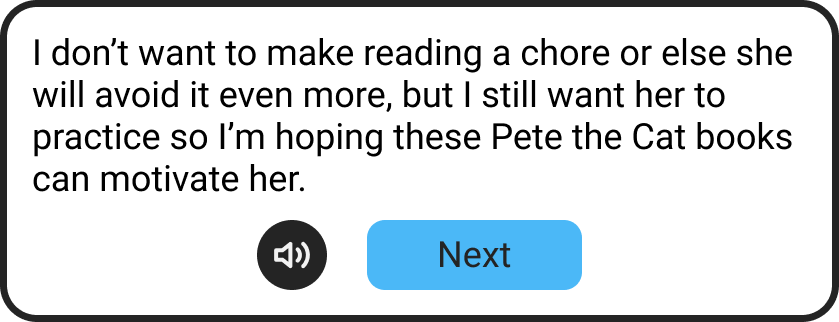 I don’t want to make reading a chore or else she
will avoid it even more, but I still want her to
practice so I’m hoping these Pete the Cat books
can motivate her.
Next